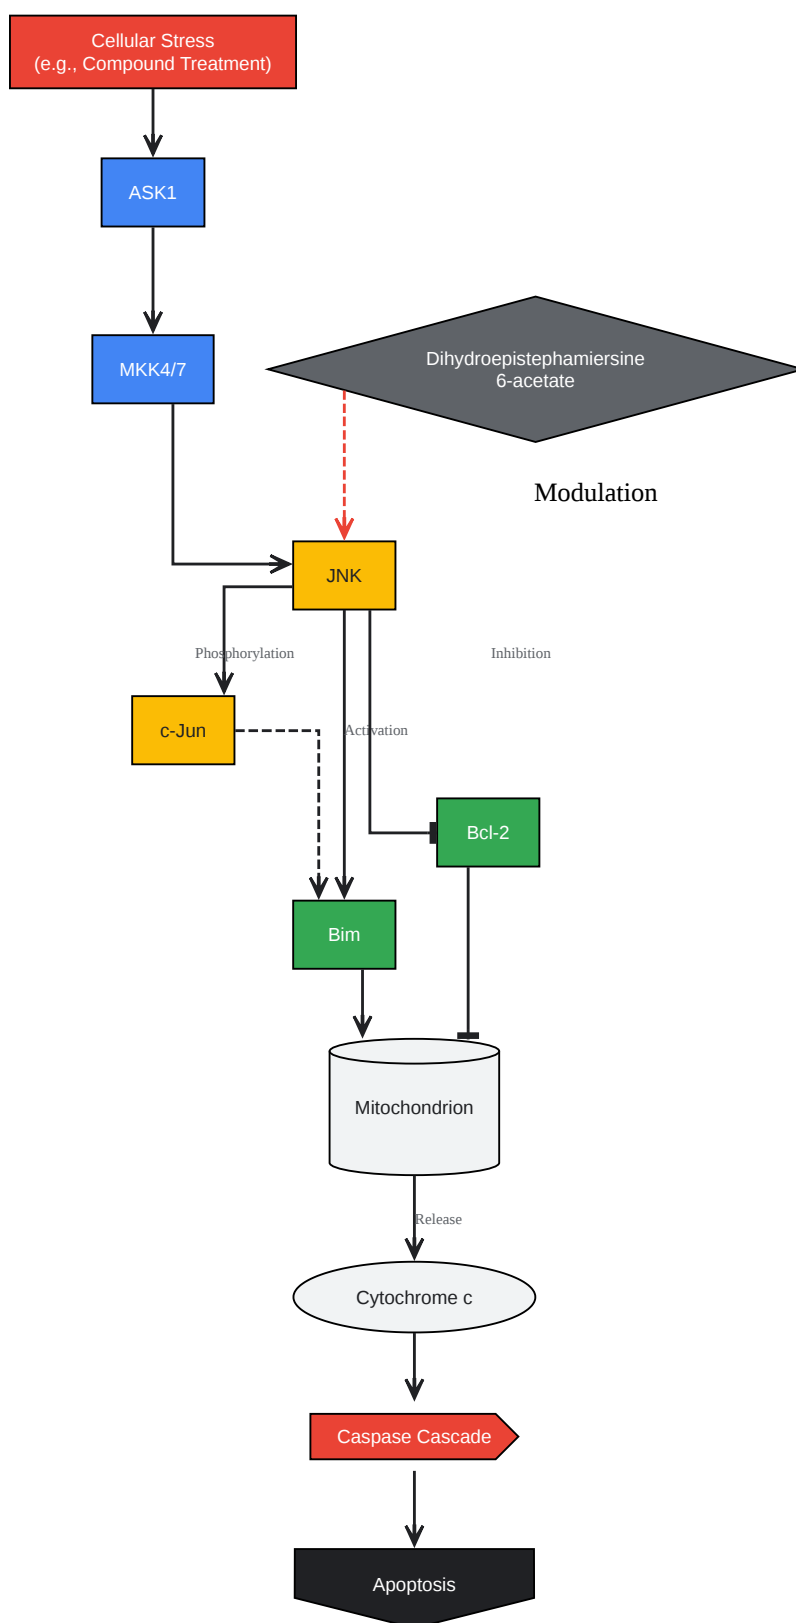 Cellular Stress
(e.g., Compound Treatment)
ASK1
MKK4/7
Dihydroepistephamiersine
6-acetate
Modulation
JNK
Phosphorylation
Inhibition
c-Jun
Activation
Bcl-2
Bim
Mitochondrion
Release
Cytochrome c
Caspase Cascade
Apoptosis